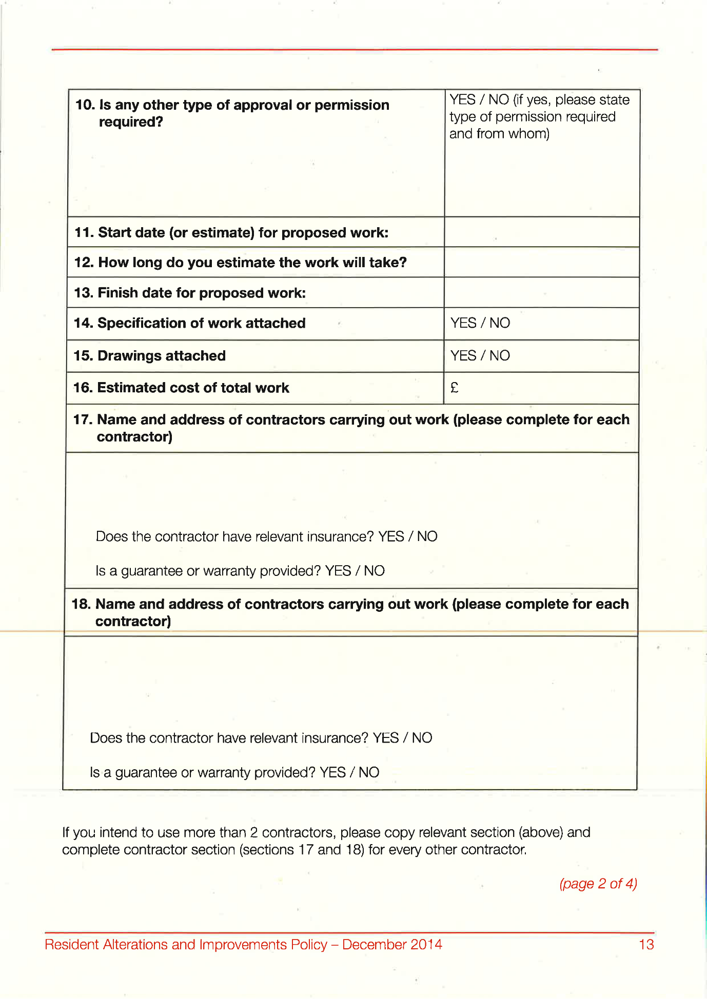 10. Is any other type of approval or permission
required?
YES / NO (if yes, please state
type of permission required
and from whom)
11. Start date (or estimate) for proposed work:
12. How long do you estimate the work will take?
13. Finish date for proposed work:
14. Specification of work attached
YES / NO
15. Drawings attached
YES / NO
16. Estimated cost of total work
£
17. Name and address of contractors carrying out work (please complete for each
contractor)
Does the contractor have relevant insurance? YES / NO
Is a guarantee or warranty provided? YES / NO
18. Name and address of contractors carrying out work (please complete for each
contractor)
Does the contractor have relevant insurance? YES / NO
Is a guarantee or warranty provided? YES / NO
If you intend to use more than 2 contractors, please copy relevant section (above) and
complete contractor section (sections 17 and 18) for every other contractor.
(page 2 of 4)
Resident Alterations and Improvements Policy – December 2014
13